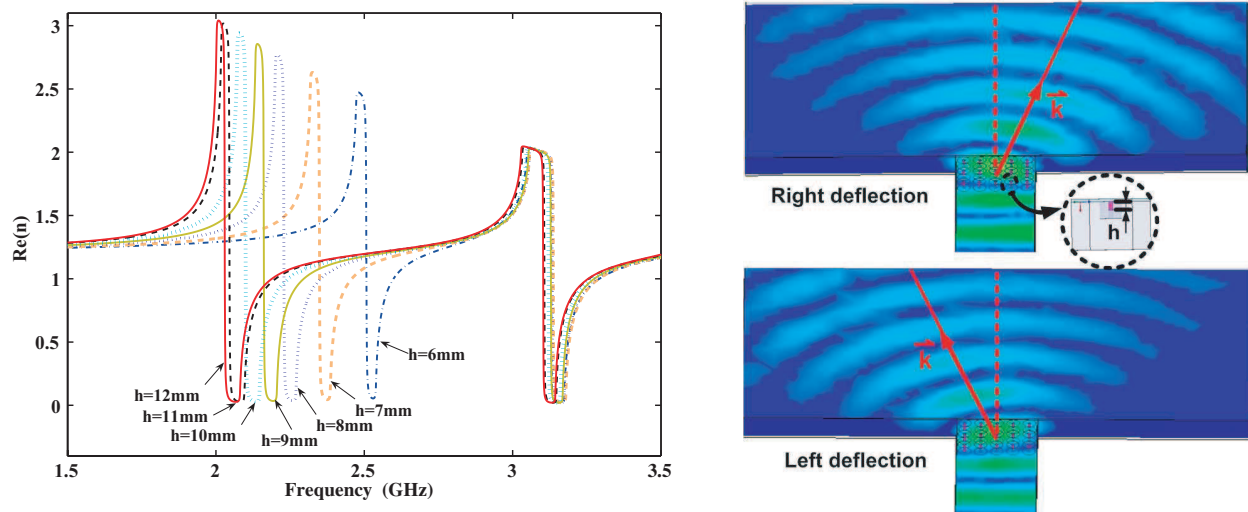 3
2.5
2
1.5
1
0.5
0
Re(n)
1.5
2
2.5
3
3.5
Frequency (GHz)
h=12mm
h=11mm
h=10mm
h=9mm
h=8mm
h=7mm
h=6mm
k
Right deflection
h
k
Left deflection